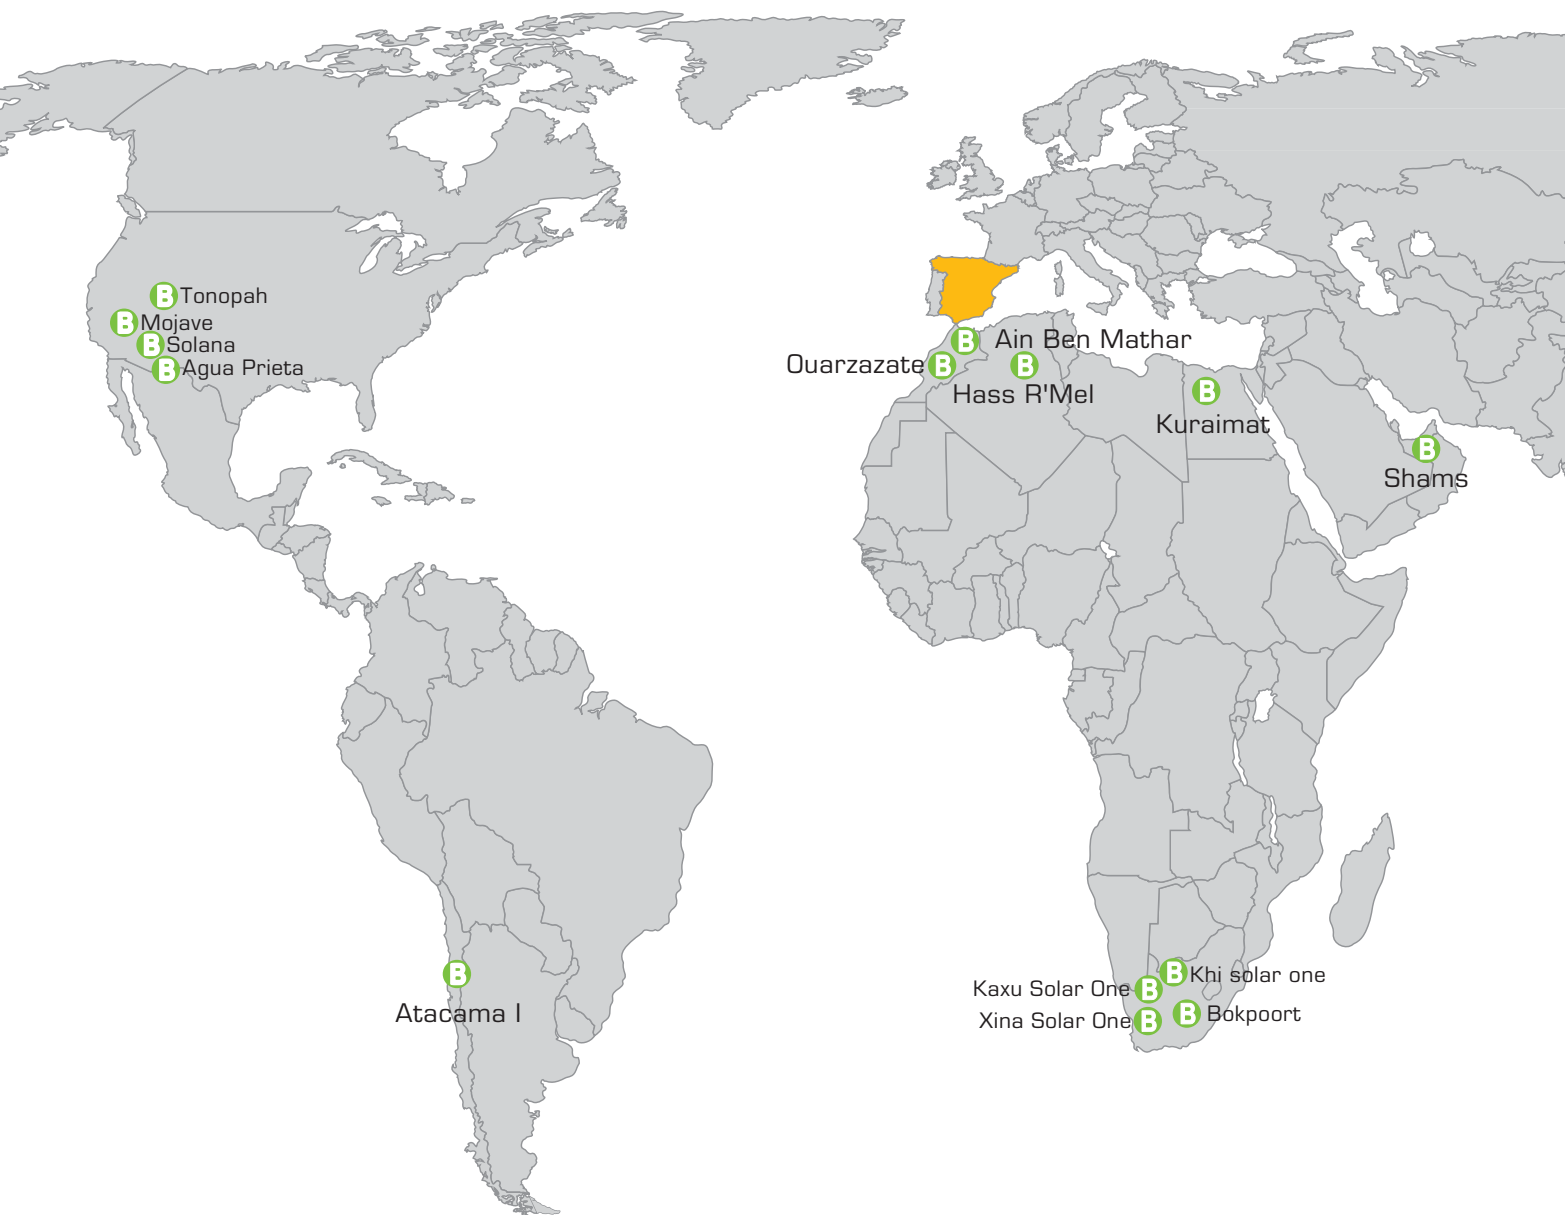 B Tonopah
B Mojave
B Solana
B Agua Prieta
B Ain Ben Mathar
Ouarzazate B
B
Hass R'Mel
B
Kuraimat
B
Shams
B
Atacama I
B Khi solar one
Kaxu Solar One B
Xina Solar One B
B Bokpoort